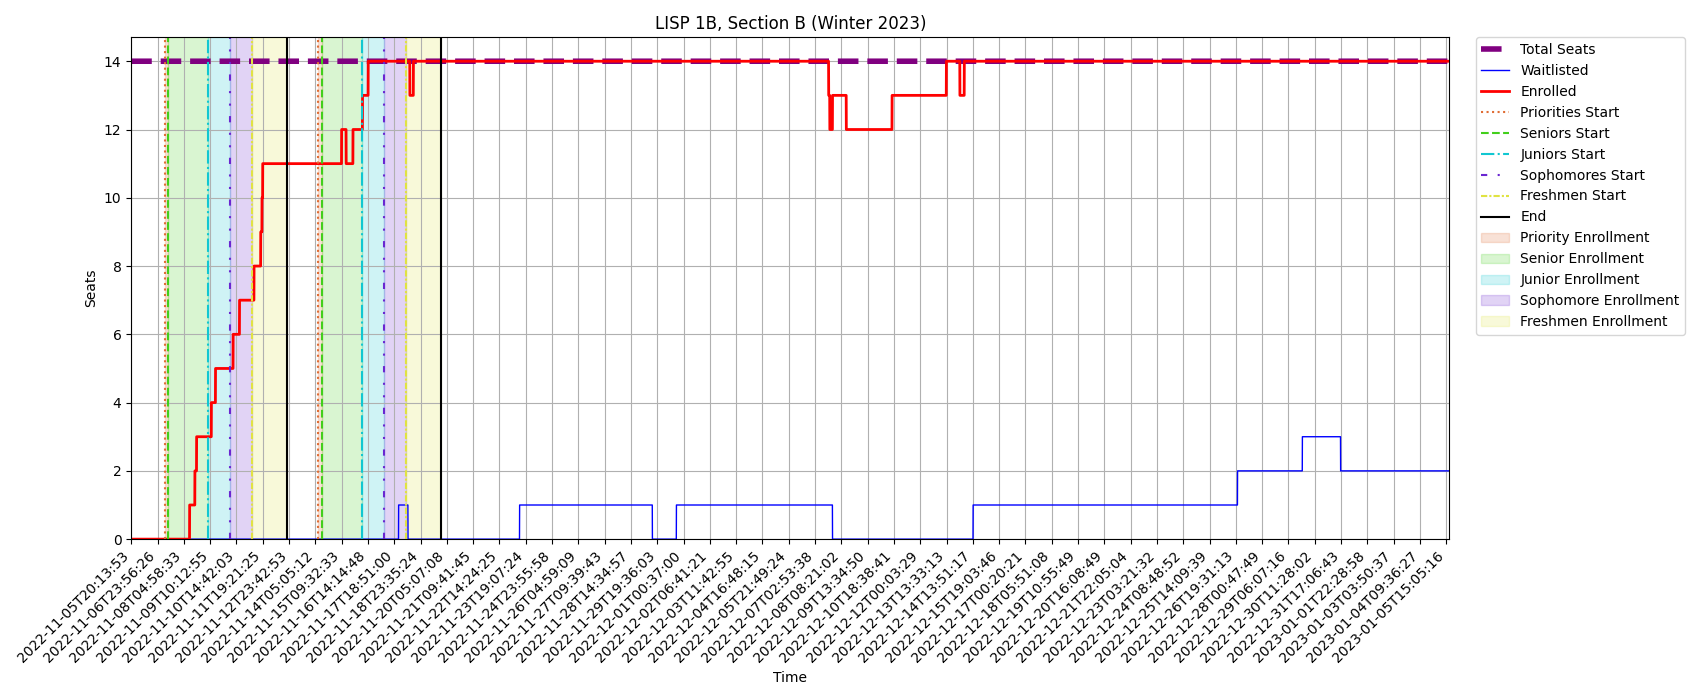 LISP 1B, Section B (Winter 2023)
Total Seats
Waitlisted
Enrolled
Priorities Start
Seniors Start
Juniors Start
Sophomores Start
Freshmen Start
End
Priority Enrollment
Senior Enrollment
Junior Enrollment
Sophomore Enrollment
Freshmen Enrollment
Seats
14
12
10
8
6
4
2
0
2022-11-05T20:13:53
2022-11-06T23:56:26
2022-11-08T04:58:33
2022-11-09T10:12:55
2022-11-10T14:42:03
2022-11-11T19:21:25
2022-11-12T23:42:53
2022-11-14T05:05:12
2022-11-15T09:32:33
2022-11-16T14:14:48
2022-11-17T18:51:00
2022-11-18T23:35:24
2022-11-20T05:07:08
2022-11-22T09:41:45
2022-11-22T14:24:25
2022-11-23T19:07:24
2022-11-24T23:55:58
2022-11-26T04:59:09
2022-11-27T09:39:43
2022-11-28T14:34:57
2022-11-29T19:36:03
2022-12-01T00:37:00
2022-12-02T06:41:21
2022-12-03T11:42:55
2022-12-04T16:48:15
2022-12-05T21:49:24
2022-12-07T02:53:38
2022-12-08T08:21:02
2022-12-09T13:34:50
2022-12-10T18:38:41
2022-12-12T00:03:29
2022-12-13T13:33:13
2022-12-14T13:51:17
2022-12-15T19:03:46
2022-12-17T00:20:21
2022-12-18T05:51:08
2022-12-19T10:55:49
2022-12-20T16:08:49
2022-12-21T22:05:04
2022-12-23T03:21:32
2022-12-24T08:48:52
2022-12-25T14:09:39
2022-12-26T19:31:13
2022-12-28T00:47:49
2022-12-29T06:07:16
2022-12-30T11:28:02
2022-12-31T17:06:43
2023-01-01T22:28:58
2023-01-03T03:50:37
2023-01-04T09:36:27
2023-01-05T15:05:16
Time